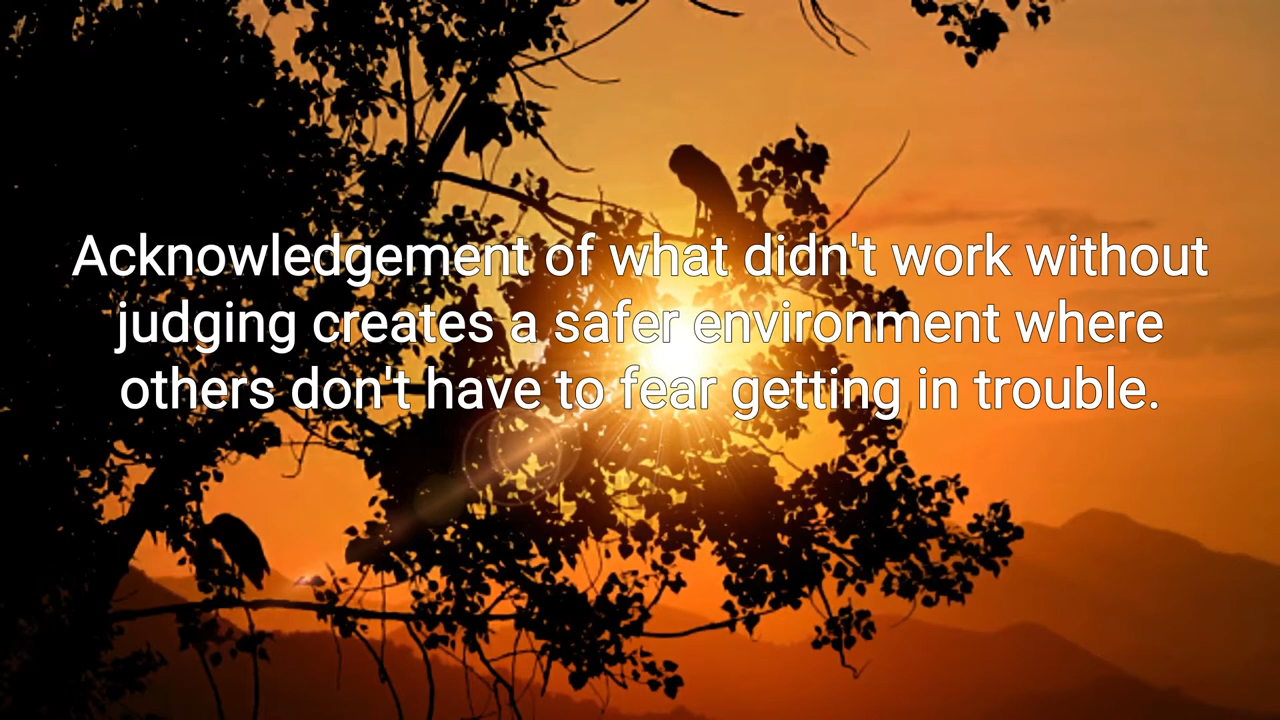 Acknowledgement of what didn't work without
judging creates a safer environment where
others don't have to fear getting in trouble.